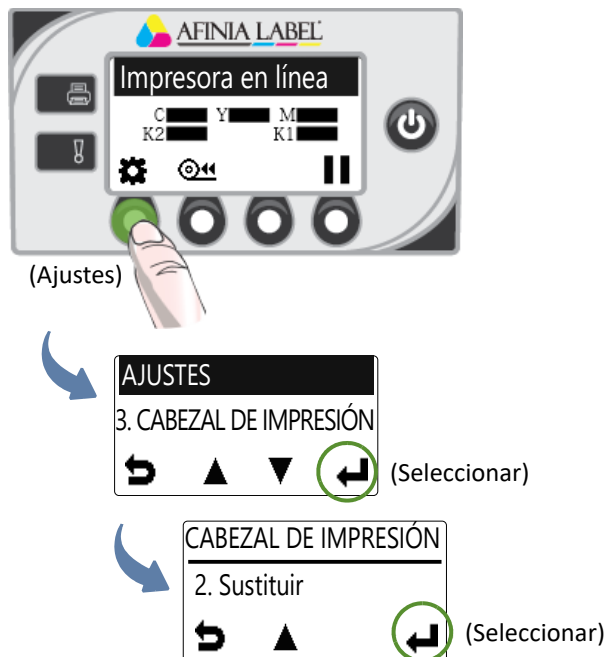 AFINIA LABEL
Impresora en línea
C Y M
K2 K1
(Ajustes)
AJUSTES
3. CABEZAL DE IMPRESIÓN
(Seleccionar)
CABEZAL DE IMPRESIÓN
2. Sustituir
(Seleccionar)